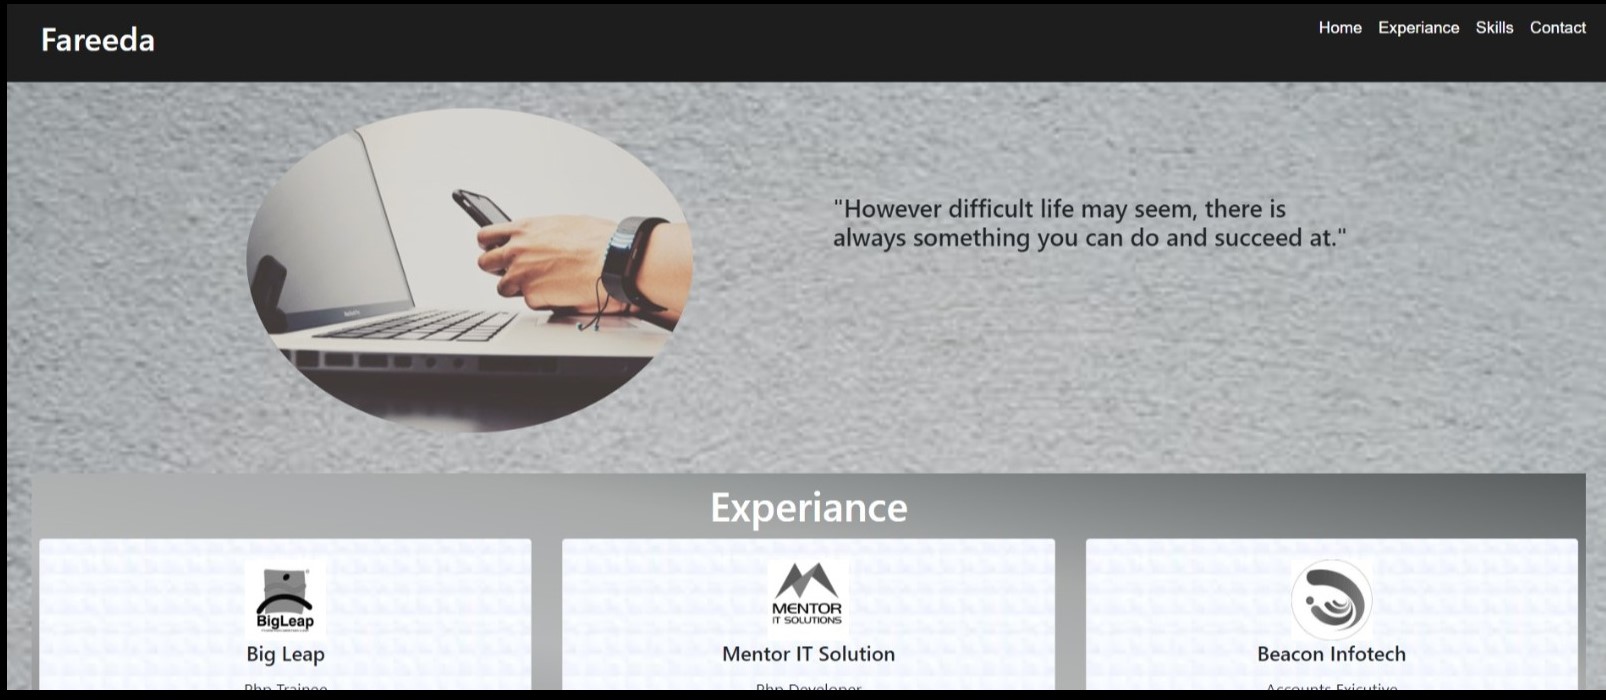 Fareeda
Home Experiance Skills Contact
"However difficult life may seem, there is
always something you can do and succeed at."
Experiance
BigLeap
MENTOR
IT SOLUTIONS
Big Leap
Mentor IT Solution
Beacon Infotech
Php Trainee
Php Developer
Accounts Exicutive